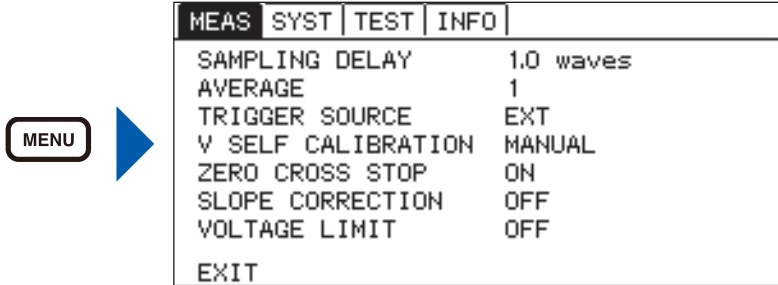 MEAS SYST TEST INFO
SAMPLING DELAY 1.0 waves
AVERAGE 1
TRIGGER SOURCE EXT
MENU
V SELF CALIBRATION MANUAL
ZERO CROSS STOP ON
SLOPE CORRECTION OFF
VOLTAGE LIMIT OFF
EXIT